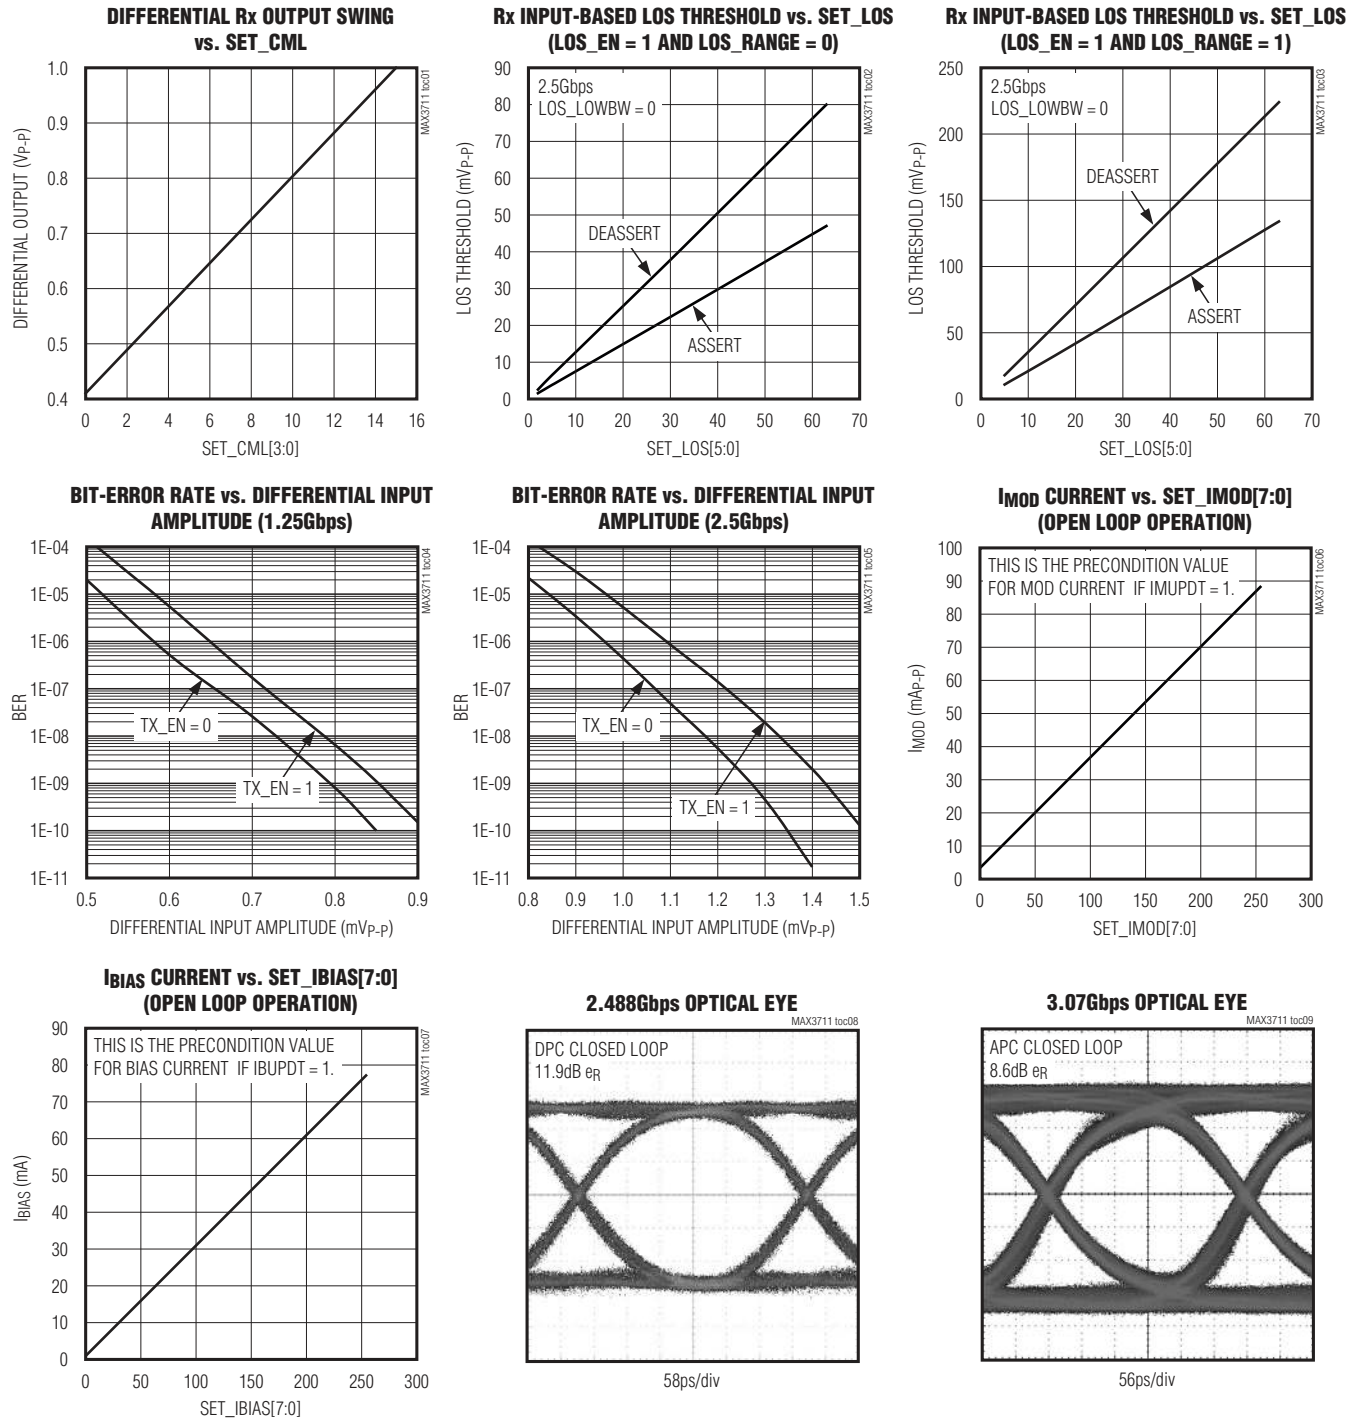 DIFFERENTIAL Rx OUTPUT SWING
vs. SET_CML
MAX3711 toc01
DIFFERENTIAL OUTPUT (VP-P)
1.0
0.9
0.8
0.7
0.6
0.5
0.4
0 2 4 6 8 10 12 14 16
SET_CML[3:0]
Rx INPUT-BASED LOS THRESHOLD vs. SET_LOS
(LOS_EN = 1 AND LOS_RANGE = 0)
MAX3711 toc02
2.5Gbps
LOS_LOWBW = 0
LOS THRESHOLD (mVP-P)
90
80
70
60
50
40
30
20
10
0
DEASSERT
ASSERT
0 10 20 30 40 50 60 70
SET_LOS[5:0]
Rx INPUT-BASED LOS THRESHOLD vs. SET_LOS
(LOS_EN = 1 AND LOS_RANGE = 1)
MAX3711 toc03
2.5Gbps
LOS_LOWBW = 0
LOS THRESHOLD (mVP-P)
250
200
150
100
50
0
DEASSERT
ASSERT
0 10 20 30 40 50 60 70
SET_LOS[5:0]
BIT-ERROR RATE vs. DIFFERENTIAL INPUT
AMPLITUDE (1.25Gbps)
MAX3711 toc04
BER
1E-04
1E-05
1E-06
1E-07
1E-08
1E-09
1E-10
1E-11
TX_EN = 0
TX_EN = 1
0.5 0.6 0.7 0.8 0.9
DIFFERENTIAL INPUT AMPLITUDE (mVP-P)
BIT-ERROR RATE vs. DIFFERENTIAL INPUT
AMPLITUDE (2.5Gbps)
MAX3711 toc05
BER
1E-04
1E-05
1E-06
1E-07
1E-08
1E-09
1E-10
1E-11
TX_EN = 0
TX_EN = 1
0.8 0.9 1.0 1.1 1.2 1.3 1.4 1.5
DIFFERENTIAL INPUT AMPLITUDE (mVP-P)
IMOD CURRENT vs. SET_IMOD[7:0]
(OPEN LOOP OPERATION)
MAX3711 toc06
THIS IS THE PRECONDITION VALUE
FOR MOD CURRENT IF IMUPDT = 1.
IMOD (mAP-P)
100
90
80
70
60
50
40
30
20
10
0
0 50 100 150 200 250 300
SET_IMOD[7:0]
IBIAS CURRENT vs. SET_IBIAS[7:0]
(OPEN LOOP OPERATION)
MAX3711 toc07
THIS IS THE PRECONDITION VALUE
FOR BIAS CURRENT IF IBUPDT = 1.
IBIAS (mA)
90
80
70
60
50
40
30
20
10
0
0 50 100 150 200 250 300
SET_IBIAS[7:0]
2.488Gbps OPTICAL EYE
MAX3711 toc08
DPC CLOSED LOOP
11.9dB eR
58ps/div
3.07Gbps OPTICAL EYE
MAX3711 toc09
APC CLOSED LOOP
8.6dB eR
56ps/div